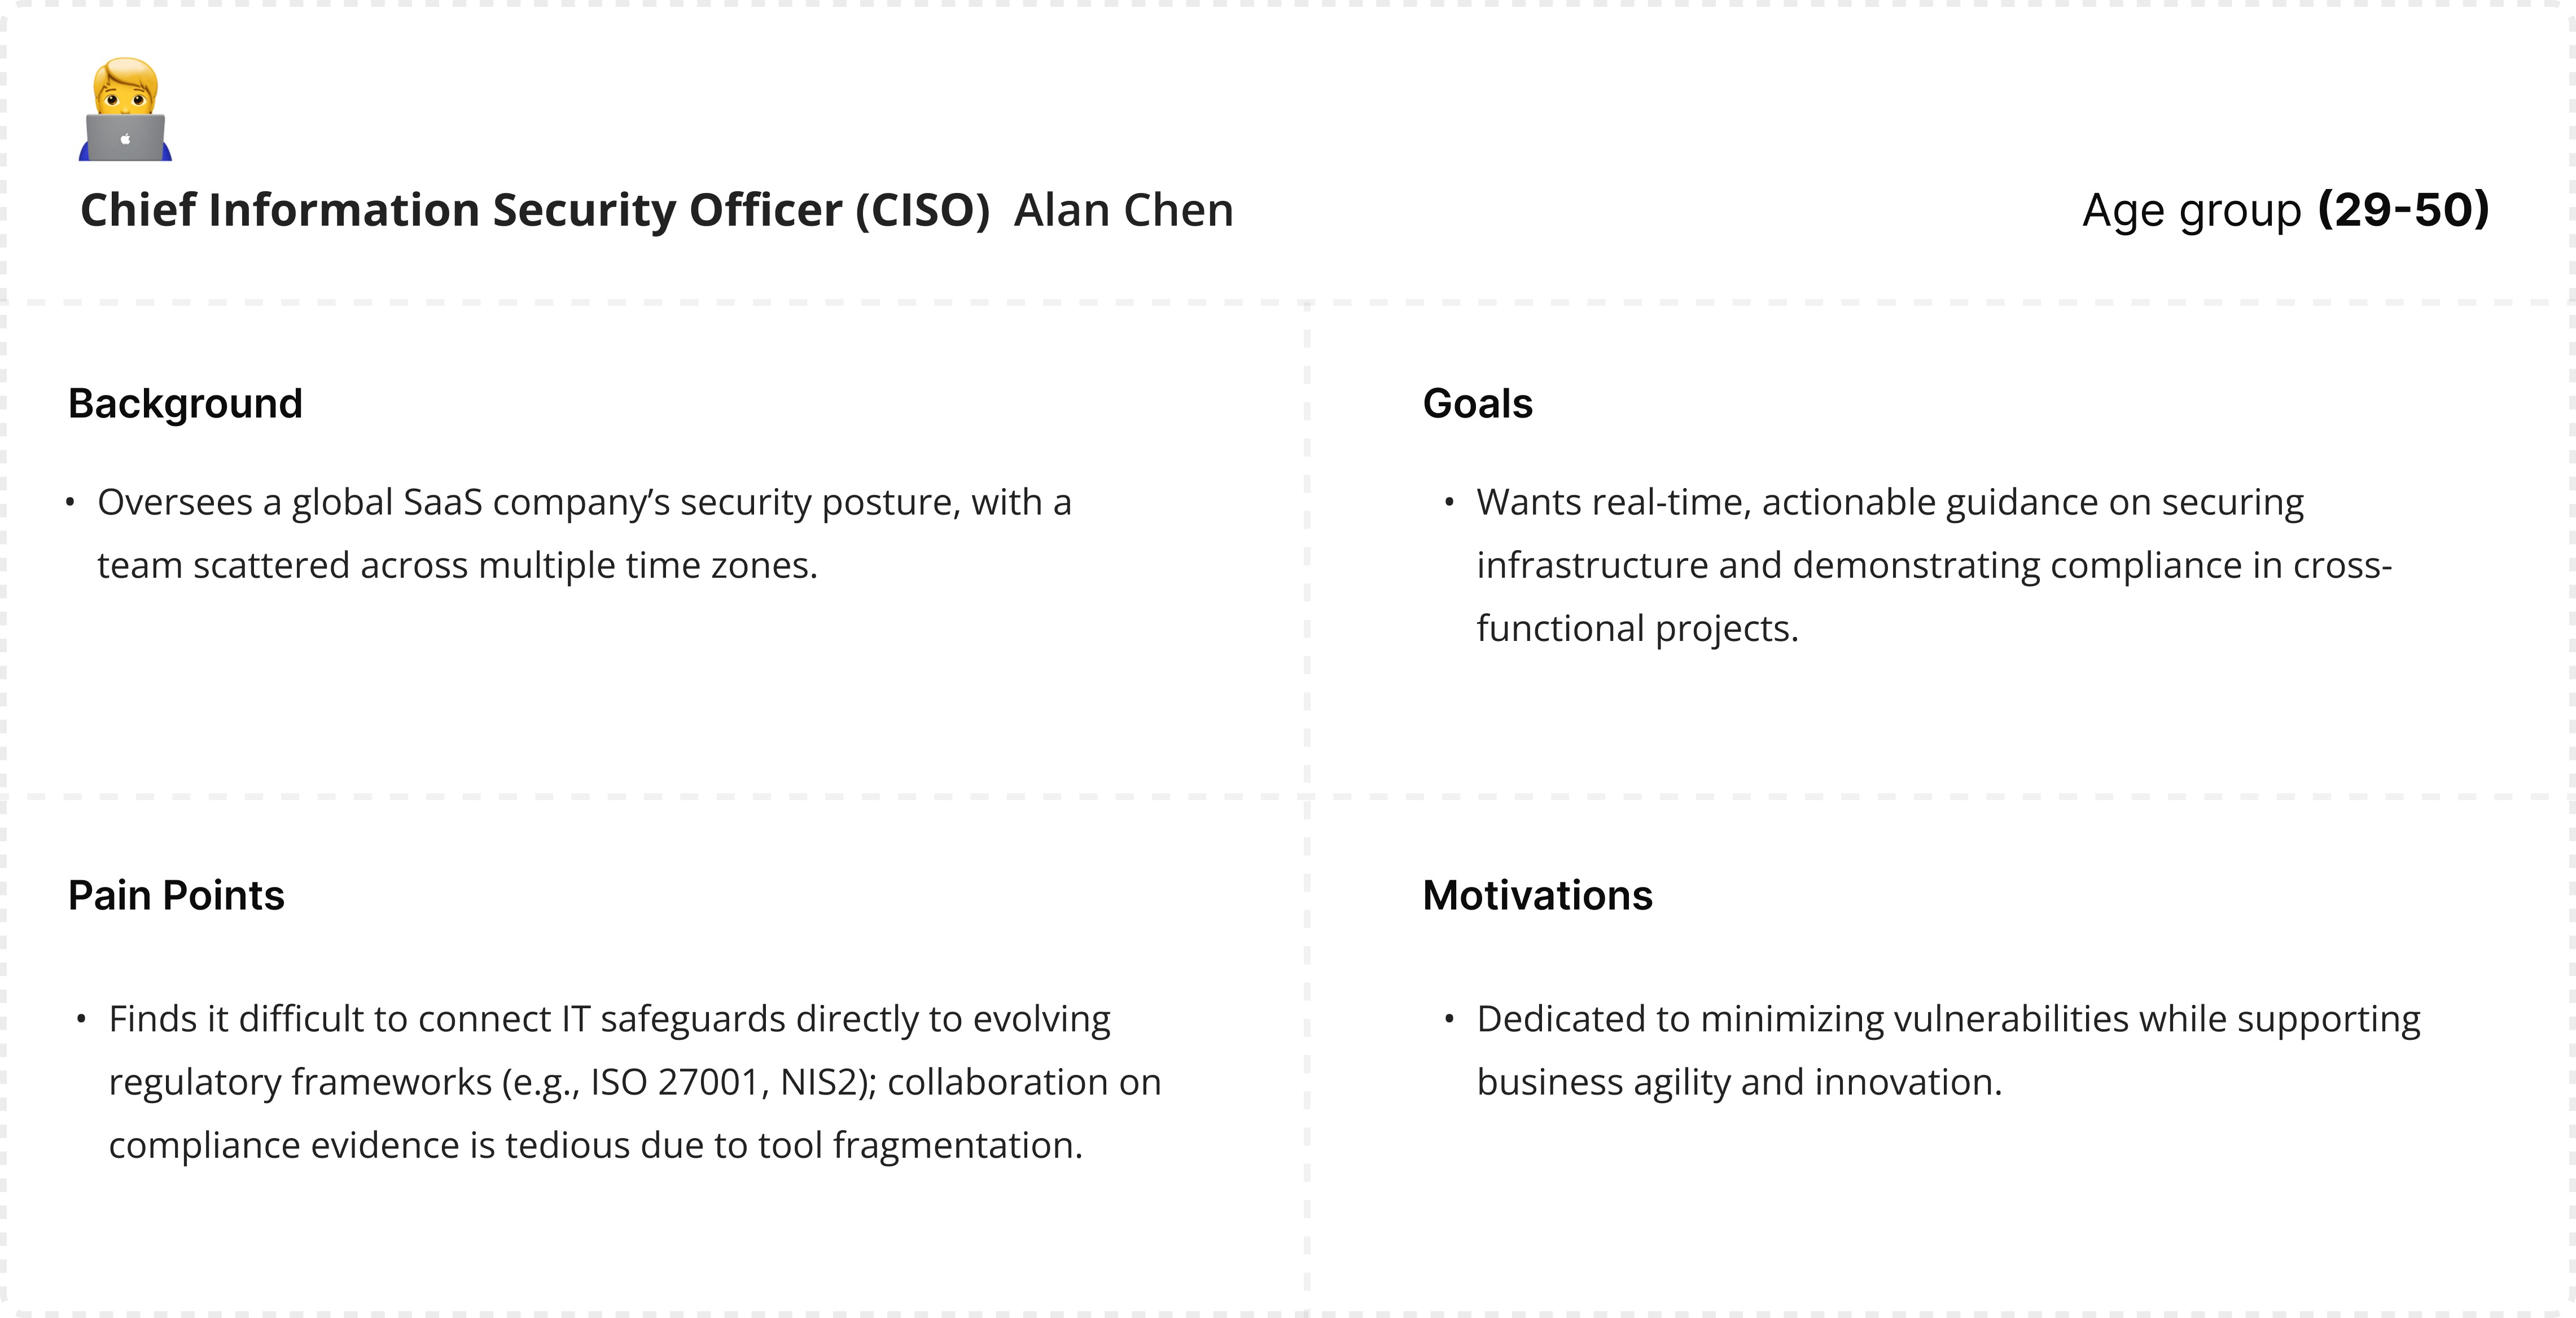 Chief Information Security Officer (CISO) Alan Chen
Age group (29-50)
Background
• Oversees a global SaaS company’s security posture, with a
team scattered across multiple time zones.
Goals
• Wants real-time, actionable guidance on securing
infrastructure and demonstrating compliance in cross-
functional projects.
Pain Points
• Finds it difficult to connect IT safeguards directly to evolving
regulatory frameworks (e.g., ISO 27001, NIS2); collaboration on
compliance evidence is tedious due to tool fragmentation.
Motivations
• Dedicated to minimizing vulnerabilities while supporting
business agility and innovation.